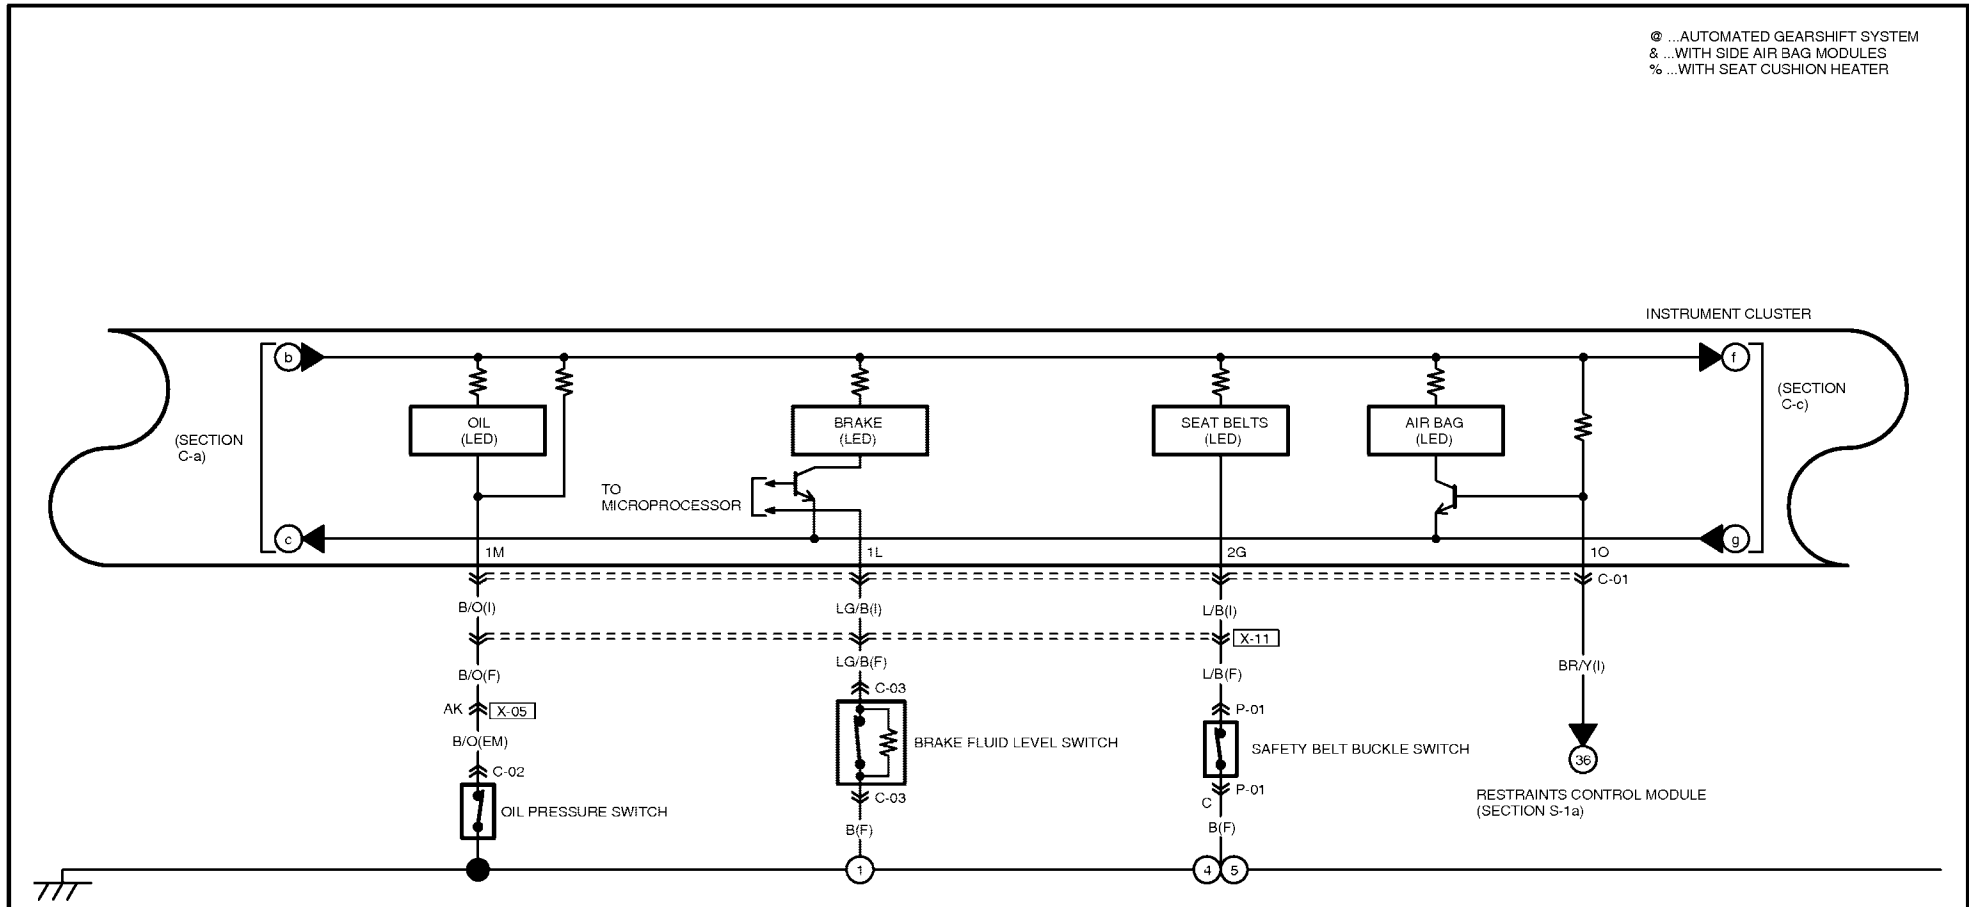 @ ...AUTOMATED GEARSHIFT SYSTEM
& ...WITH SIDE AIR BAG MODULES
% ...WITH SEAT CUSHION HEATER
INSTRUMENT CLUSTER
b
f
(SECTION
C-a)
(SECTION
C-c)
OIL
(LED)
BRAKE
(LED)
SEAT BELTS
(LED)
AIR BAG
(LED)
TO
MICROPROCESSOR
c
g
1M
1L
2G
1O
C-01
B/O(I)
LG/B(I)
L/B(I)
X-11
B/O(F)
LG/B(F)
L/B(F)
BR/Y(I)
AK
X-05
C-03
P-01
B/O(EM)
BRAKE FLUID LEVEL SWITCH
SAFETY BELT BUCKLE SWITCH
36
C-02
C-03
C
P-01
RESTRAINTS CONTROL MODULE
(SECTION S-1a)
OIL PRESSURE SWITCH
B(F)
B(F)
1
4
5